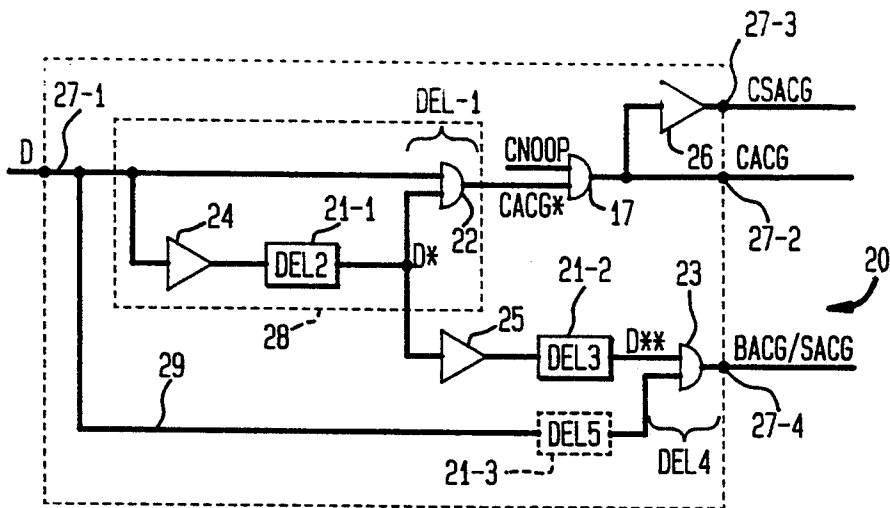 27-3
DEL-1
CSACG
27-1
D
CNOOP
26
CACG
24
21-1
22
CACG*
17
27-2
DEL2
D*
21-2
23
20
28
25
D**
BACG/SACG
DEL3
29
27-4
DEL5
DEL4
21-3